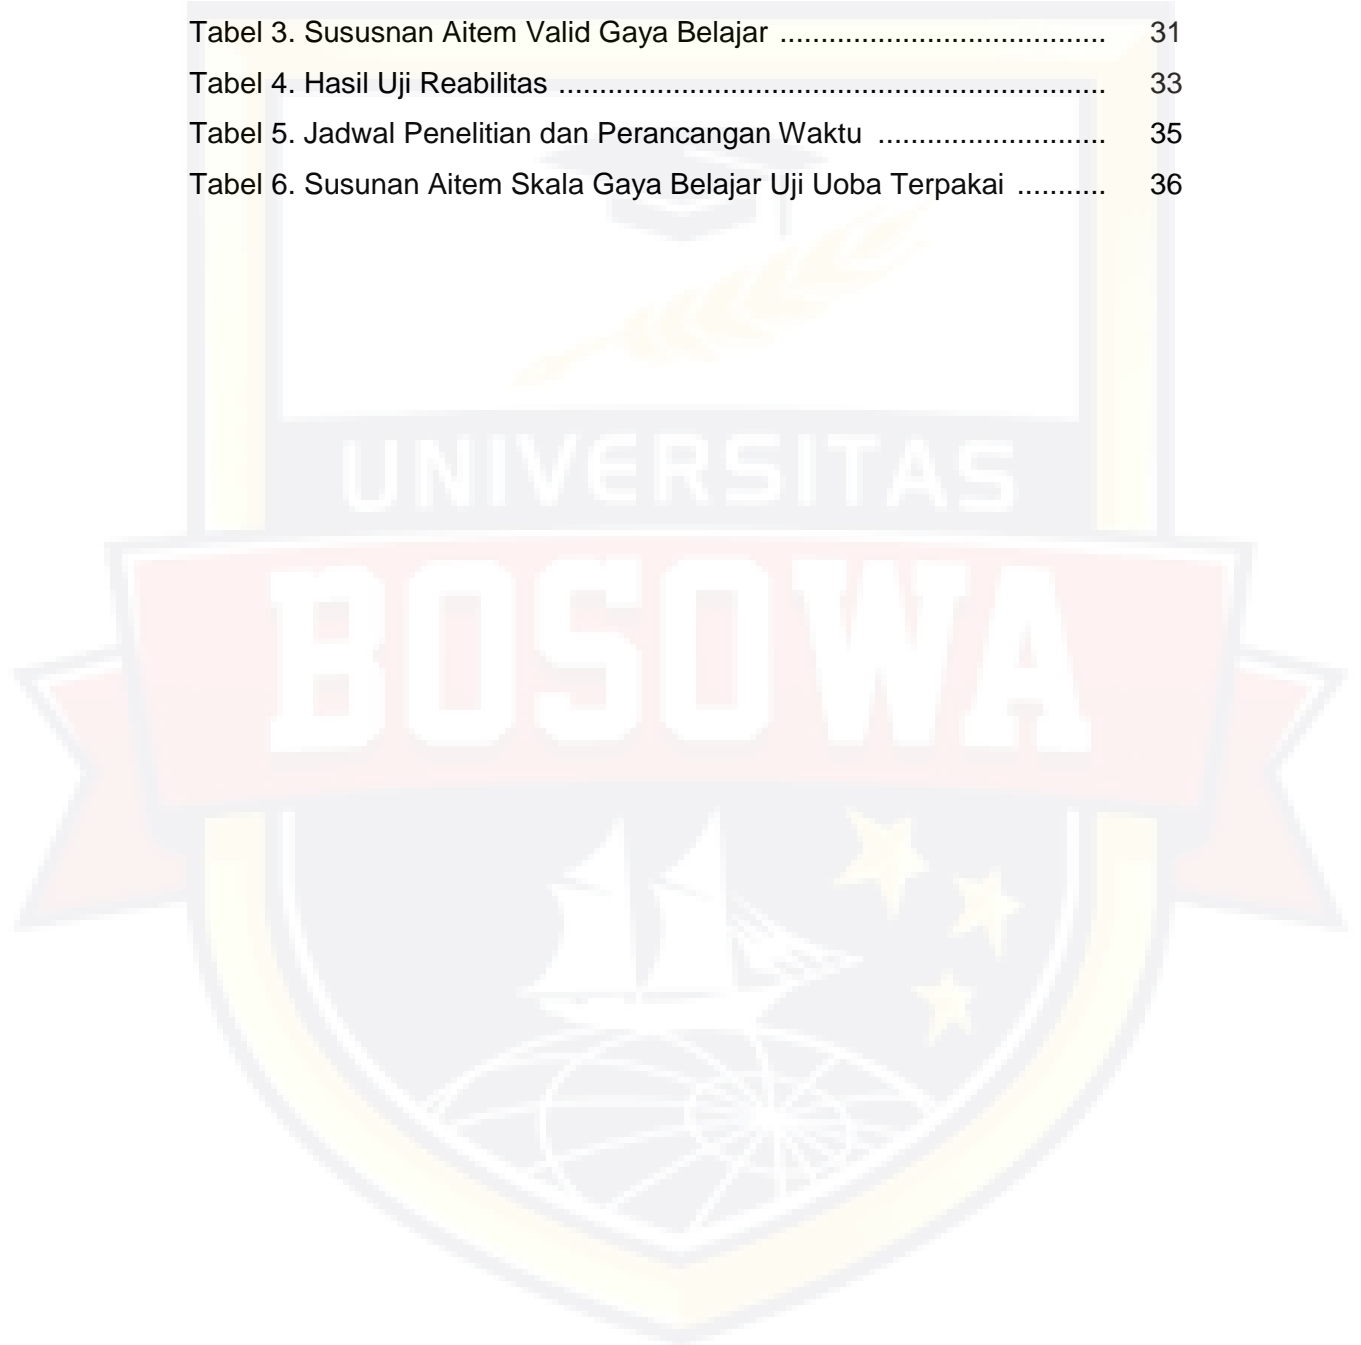 Tabel 3. Sususnan Aitem Valid Gaya Belajar ........................................ 31
Tabel 4. Hasil Uji Reabilitas ................................................................... 33
Tabel 5. Jadwal Penelitian dan Perancangan Waktu ............................ 35
Tabel 6. Susunan Aitem Skala Gaya Belajar Uji Uoba Terpakai ........... 36
UNIVERSITAS
BOSOWA